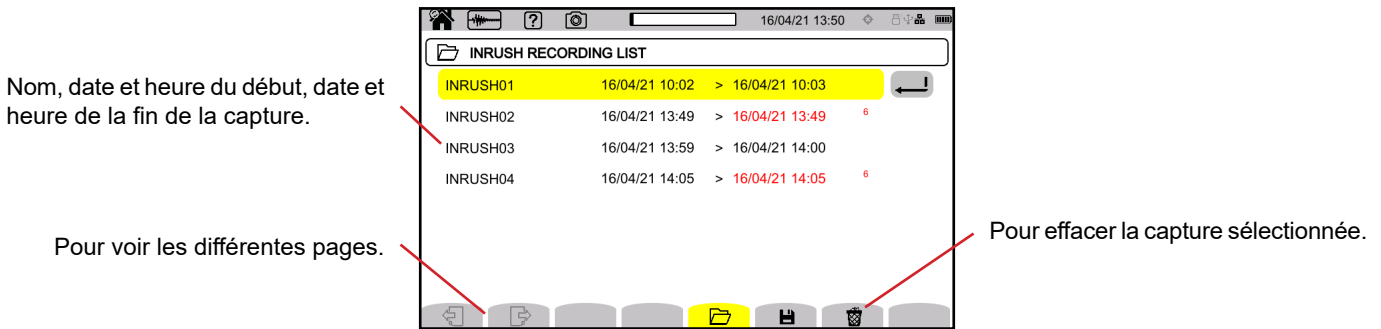 ? 16/04/21 13:50
INRUSH RECORDING LIST
Nom, date et heure du début, date et
heure de la fin de la capture.
INRUSH01 16/04/21 10:02 > 16/04/21 10:03
INRUSH02 16/04/21 13:49 > 16/04/21 13:49 6
INRUSH03 16/04/21 13:59 > 16/04/21 14:00
INRUSH04 16/04/21 14:05 > 16/04/21 14:05 6
Pour voir les différentes pages.
Pour effacer la capture sélectionnée.